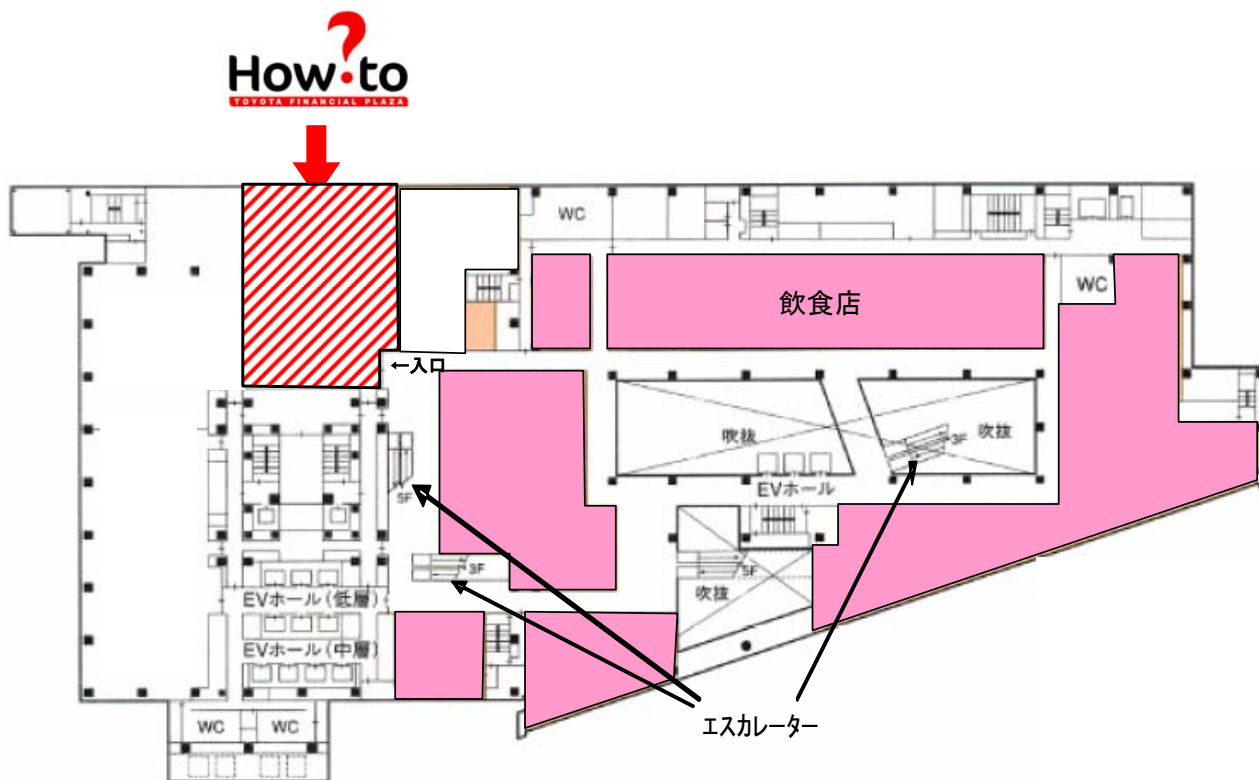 How?to
TOYOTA FINANCIAL PLAZA
WC
飲食店
WC
←入口
吹抜
3F
吹抜
5F
EVホール
3F
5F
吹抜
EVホール(低層)
EVホール(中層)
WC
WC
エスカレーター